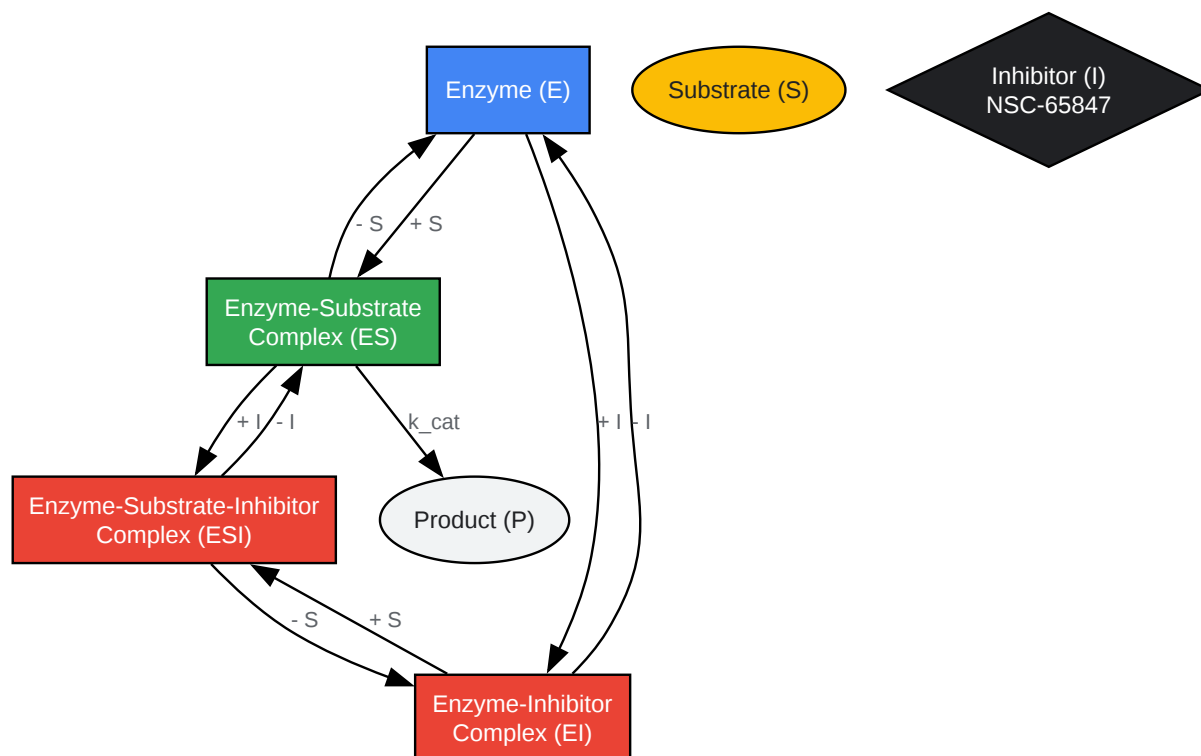 Enzyme (E)
Substrate (S)
Inhibitor (I)
NSC-65847
- S
+ S
Enzyme-Substrate
Complex (ES)
+ I
- I
k_cat
+ I
- I
Enzyme-Substrate-Inhibitor
Complex (ESI)
Product (P)
- S
+ S
Enzyme-Inhibitor
Complex (EI)